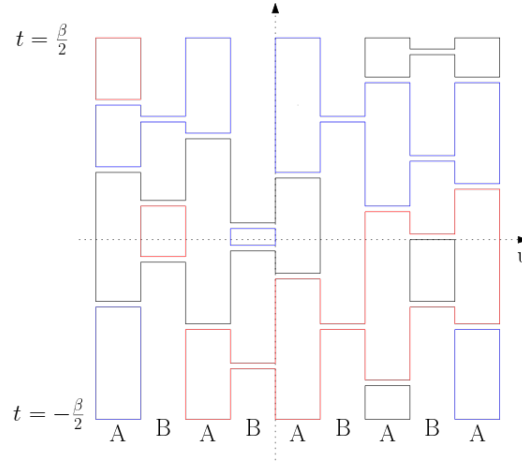 t = β/2
u
t = −β/2
A B A B A B A B A